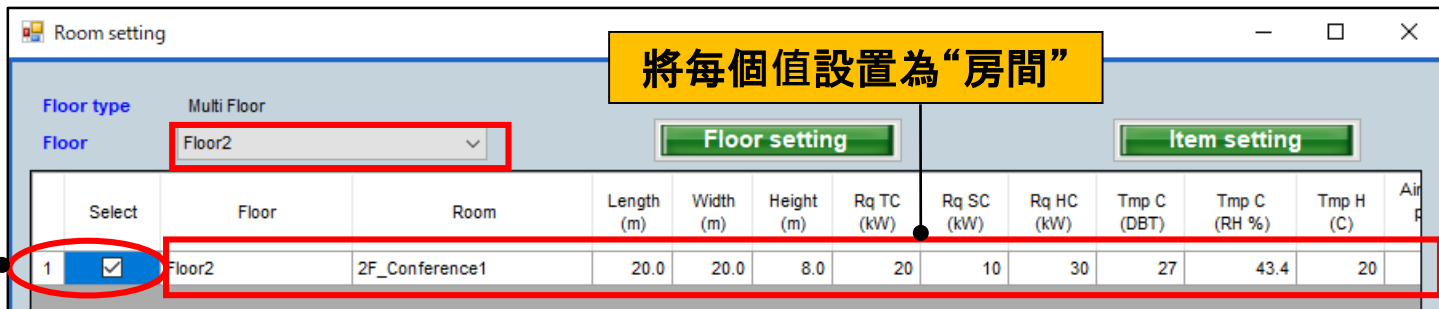 Room setting
將每個值設置為“房間”
Floor type Multi Floor
Floor Floor2
Floor setting Item setting
Select Floor Room Length (m) Width (m) Height (m) Rq TC (kW) Rq SC (kW) Rq HC (kW) Tmp C (DBT) Tmp C (RH %) Tmp H (C) Air
1 Floor2 2F_Conference1 20.0 20.0 8.0 20 10 30 27 43.4 20